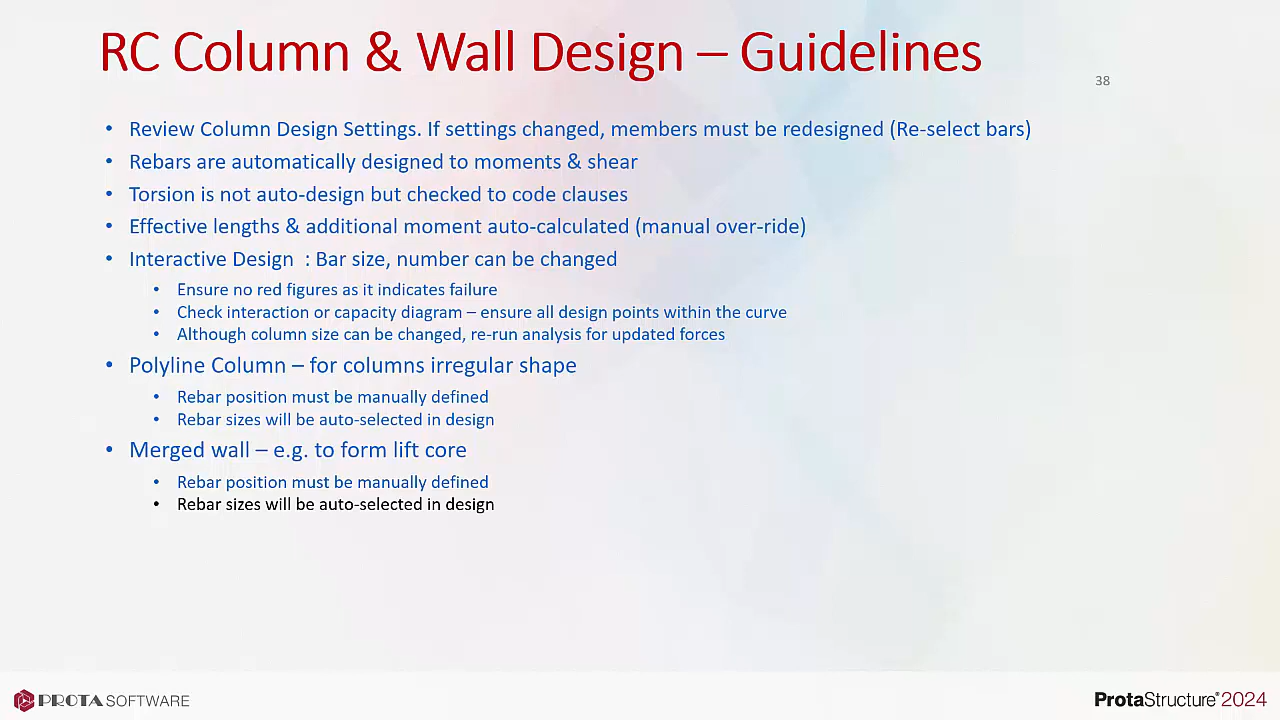 RC Column & Wall Design – Guidelines
38
• Review Column Design Settings. If settings changed, members must be redesigned (Re-select bars)
• Rebars are automatically designed to moments & shear
• Torsion is not auto-design but checked to code clauses
• Effective lengths & additional moment auto-calculated (manual over-ride)
• Interactive Design : Bar size, number can be changed
• Ensure no red figures as it indicates failure
• Check interaction or capacity diagram – ensure all design points within the curve
• Although column size can be changed, re-run analysis for updated forces
• Polyline Column – for columns irregular shape
• Rebar position must be manually defined
• Rebar sizes will be auto-selected in design
• Merged wall – e.g. to form lift core
• Rebar position must be manually defined
• Rebar sizes will be auto-selected in design
PROTA SOFTWARE
ProtaStructure® 2024